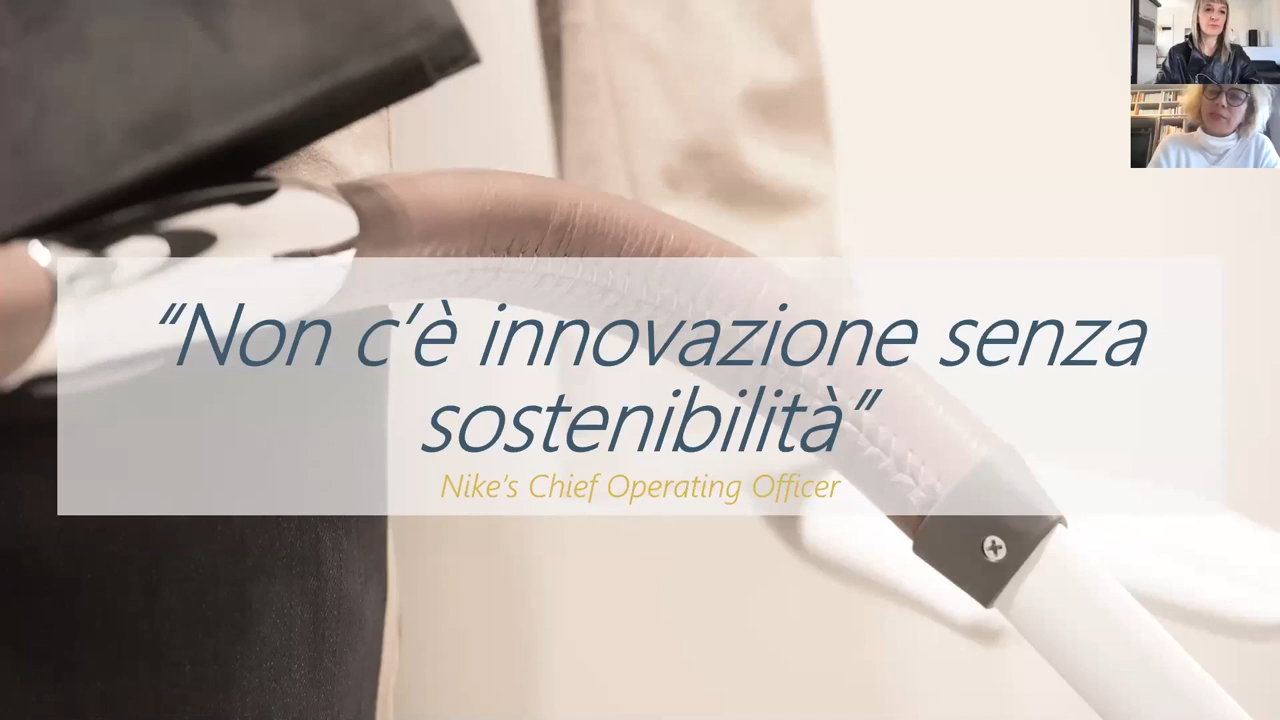 “Non c’è innovazione senza
sostenibilità”
Nike’s Chief Operating Officer